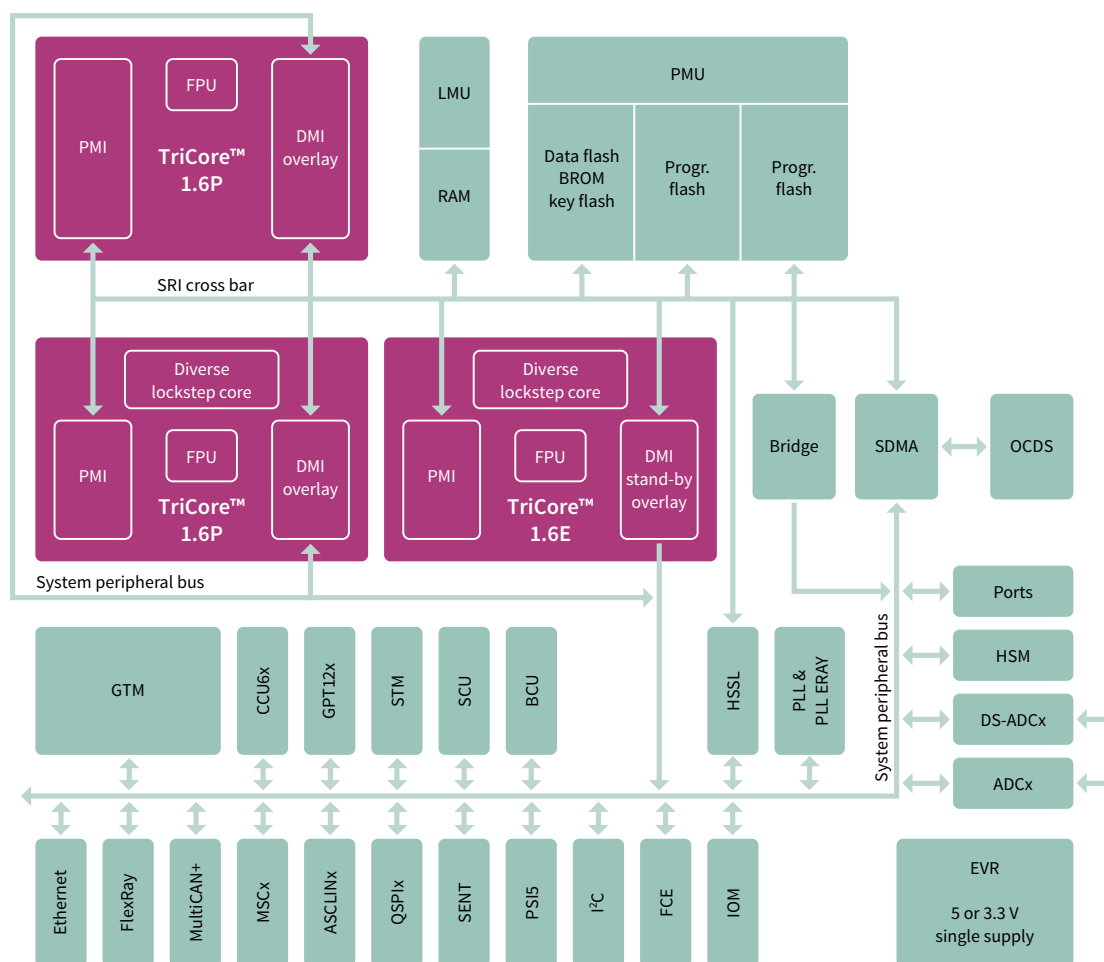 FPU
PMI
TriCore™
1.6P
DMI
overlay
LMU
RAM
PMU
Data flash
BROM
key flash
Progr.
flash
Progr.
flash
SRI cross bar
Diverse
lockstep core
PMI
FPU
TriCore™
1.6P
DMI
overlay
Diverse
lockstep core
PMI
FPU
TriCore™
1.6E
DMI
stand-by
overlay
Bridge
SDMA
OCDS
System peripheral bus
System peripheral bus
Ports
HSM
DS-ADCx
ADCx
GTM
CCU6x
GPT12x
STM
SCU
BCU
HSSL
PLL &
PLL ERAY
Ethernet
FlexRay
MultiCAN+
MSCx
ASCLINx
QSPIx
SENT
PSI5
I²C
FCE
IOM
EVR
5 or 3.3 V
single supply